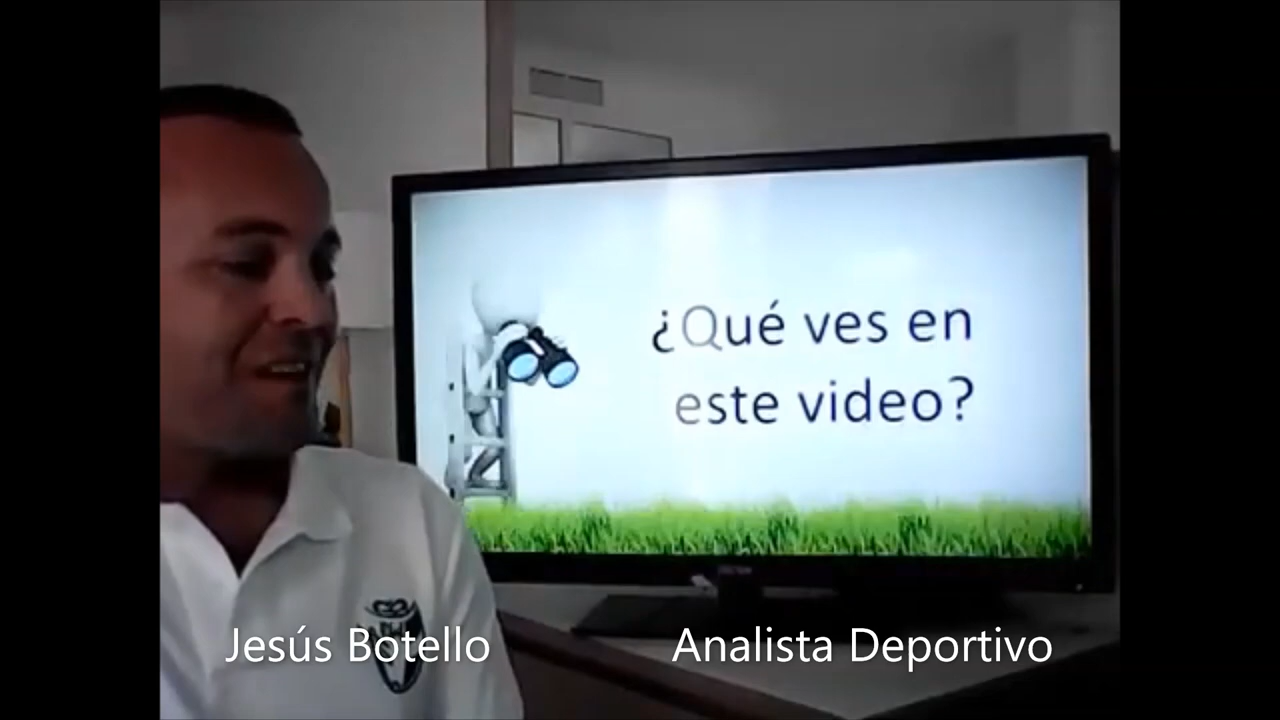 ¿Qué ves en
este video?
Jesús Botello
Analista Deportivo